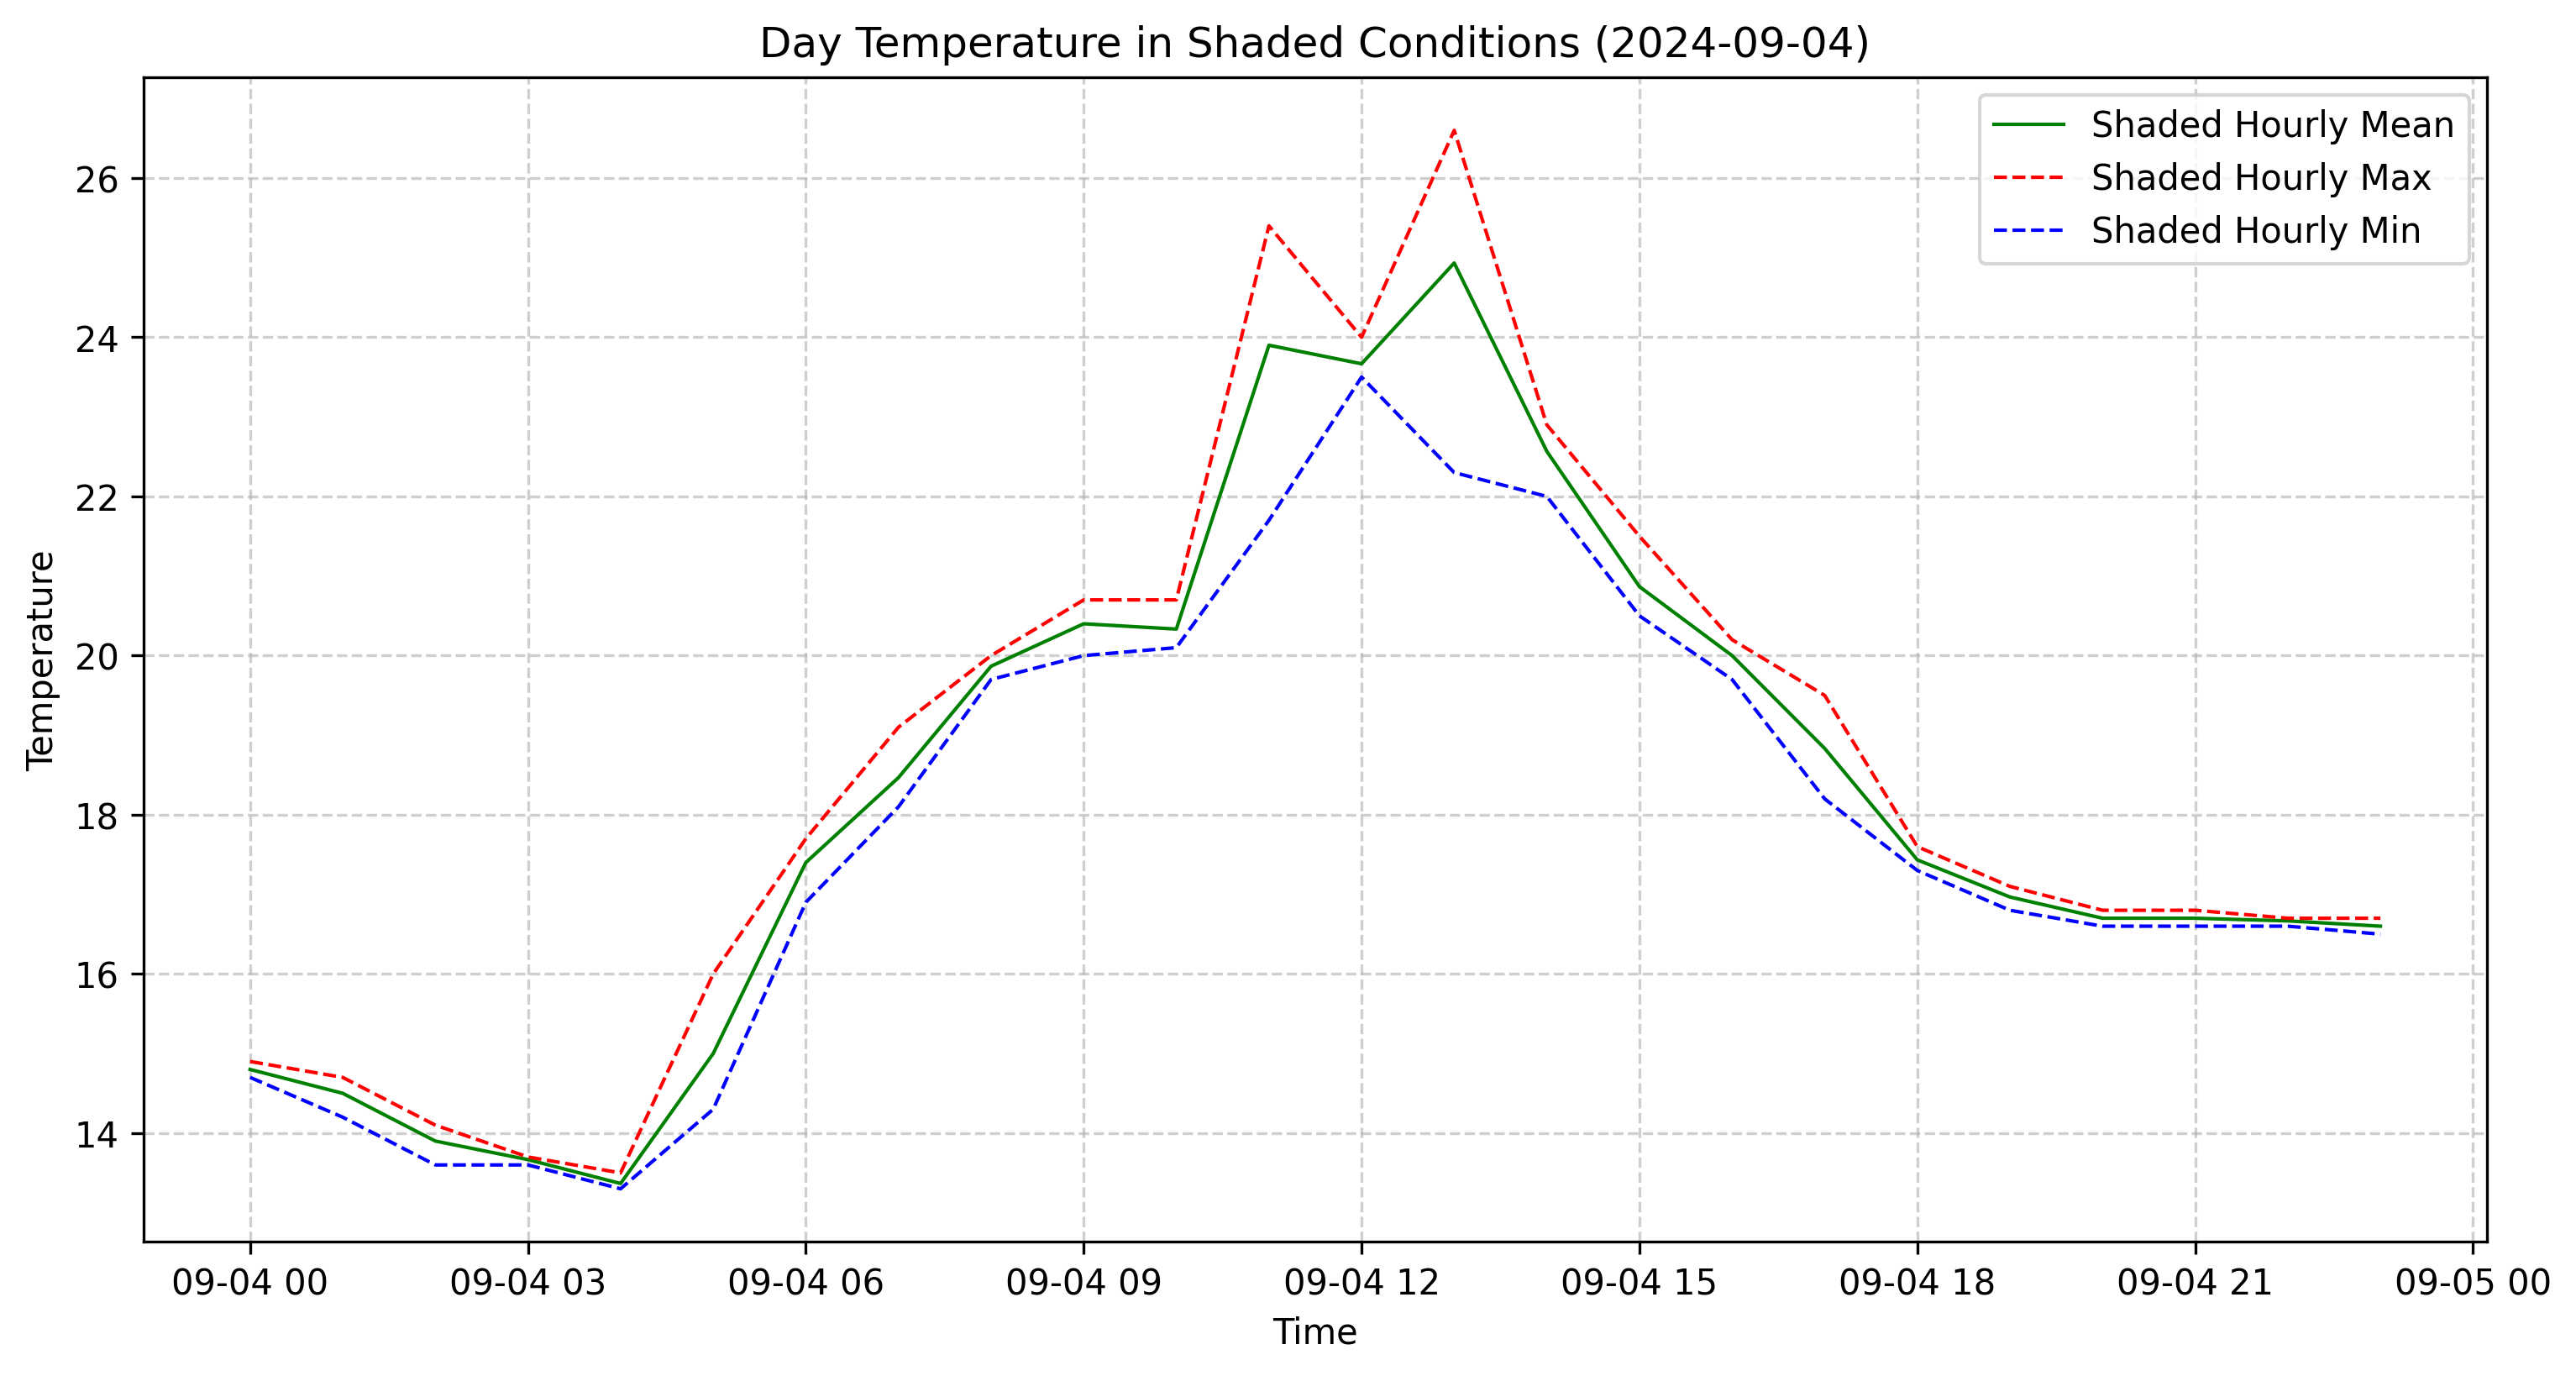 Day Temperature in Shaded Conditions (2024-09-04)
Shaded Hourly Mean
Shaded Hourly Max
Shaded Hourly Min
26
24
22
20
18
16
14
Temperature
09-04 00
09-04 03
09-04 06
09-04 09
09-04 12
09-04 15
09-04 18
09-04 21
09-05 00
Time